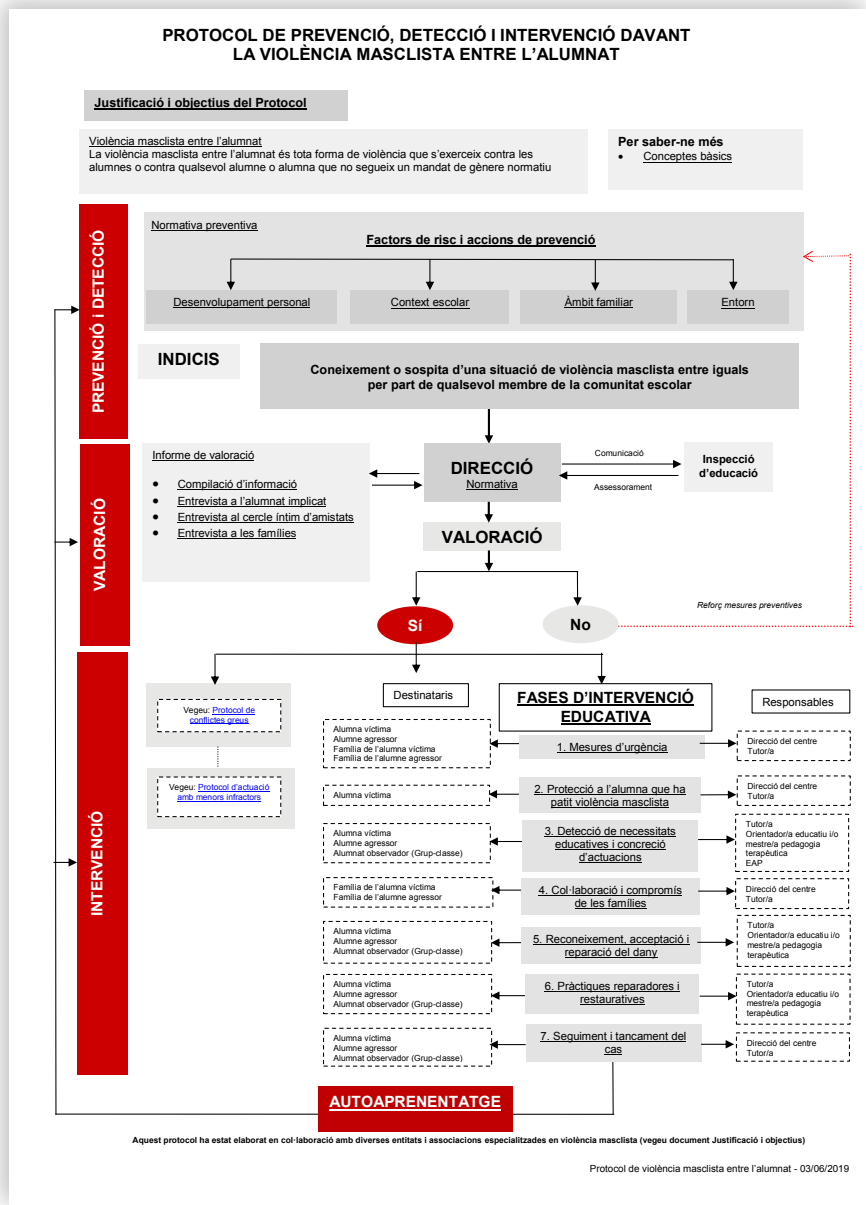 PROTOCOL DE PREVENCIÓ, DETECCIÓ I INTERVENCIÓ DAVANT
LA VIOLÈNCIA MASCLISTA ENTRE L'ALUMNAT
Justificació i objectius del Protocol
Violència masclista entre l'alumnat
La violència masclista entre l'alumnat és tota forma de violència que s'exerceix contra les
alumnes o contra qualsevol alumne o alumna que no segueix un mandat de gènere normatiu
Per saber-ne més
• Conceptes bàsics
PREVENCIÓ i DETECCIÓ
Normativa preventiva
Factors de risc i accions de prevenció
Desenvolupament personal
Context escolar
Àmbit familiar
Entorn
INDICIS
Coneixement o sospita d'una situació de violència masclista entre iguals
per part de qualsevol membre de la comunitat escolar
VALORACIÓ
Informe de valoració
• Compilació d'informació
• Entrevista a l'alumnat implicat
• Entrevista al cercle íntim d'amistats
• Entrevista a les famílies
DIRECCIÓ
Normativa
Comunicació
Assessorament
Inspecció
d'educació
VALORACIÓ
Sí
No
Reforç mesures preventives
INTERVENCIÓ
Vegeu: Protocol de
conflictes greus
Vegeu: Protocol d'actuació
amb menors infractors
Destinataris
FASES D'INTERVENCIÓ
EDUCATIVA
Responsables
Alumna víctima
Alumne agressor
Família de l'alumna víctima
Família de l'alumne agressor
1. Mesures d'urgència
Direcció del centre
Tutor/a
Alumna víctima
2. Protecció a l'alumna que ha
patit violència masclista
Direcció del centre
Tutor/a
Alumna víctima
Alumne agressor
Alumnat observador (Grup-classe)
3. Detecció de necessitats
educatives i concreció
d'actuacions
Tutor/a
Orientador/a educatiu i/o
mestre/a pedagogia
terapèutica
EAP
Família de l'alumna víctima
Família de l'alumne agressor
4. Col·laboració i compromís
de les famílies
Direcció del centre
Tutor/a
Alumna víctima
Alumne agressor
Alumnat observador (Grup-classe)
5. Reconeixement, acceptació i
reparació del dany
Tutor/a
Orientador/a educatiu i/o
mestre/a pedagogia
terapèutica
Alumna víctima
Alumne agressor
Alumnat observador (Grup-classe)
6. Pràctiques reparadores i
restauratives
Tutor/a
Orientador/a educatiu i/o
mestre/a pedagogia
terapèutica
Alumna víctima
Alumne agressor
Alumnat observador (Grup-classe)
7. Seguiment i tancament del
cas
Direcció del centre
Tutor/a
AUTOAPRENENTATGE
Aquest protocol ha estat elaborat en col·laboració amb diverses entitats i associacions especialitzades en violència masclista (vegeu document Justificació i objectius)
Protocol de violència masclista entre l'alumnat - 03/06/2019